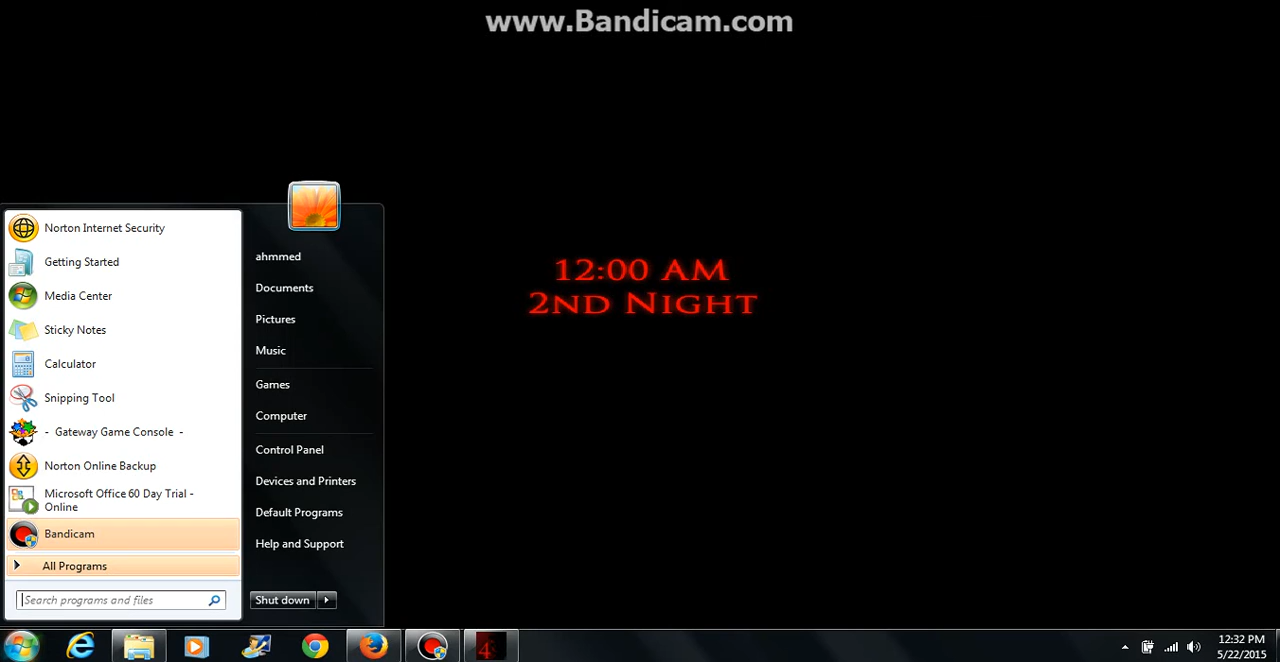 www.Bandicam.com
12:00 AM
2nd Night
Norton Internet Security
Getting Started
Media Center
Sticky Notes
Calculator
Snipping Tool
- Gateway Game Console -
Norton Online Backup
Microsoft Office 60 Day Trial -
Online
Bandicam
All Programs
Search programs and files
ahmmed
Documents
Pictures
Music
Games
Computer
Control Panel
Devices and Printers
Default Programs
Help and Support
Shut down
4
12:32 PM
5/22/2015